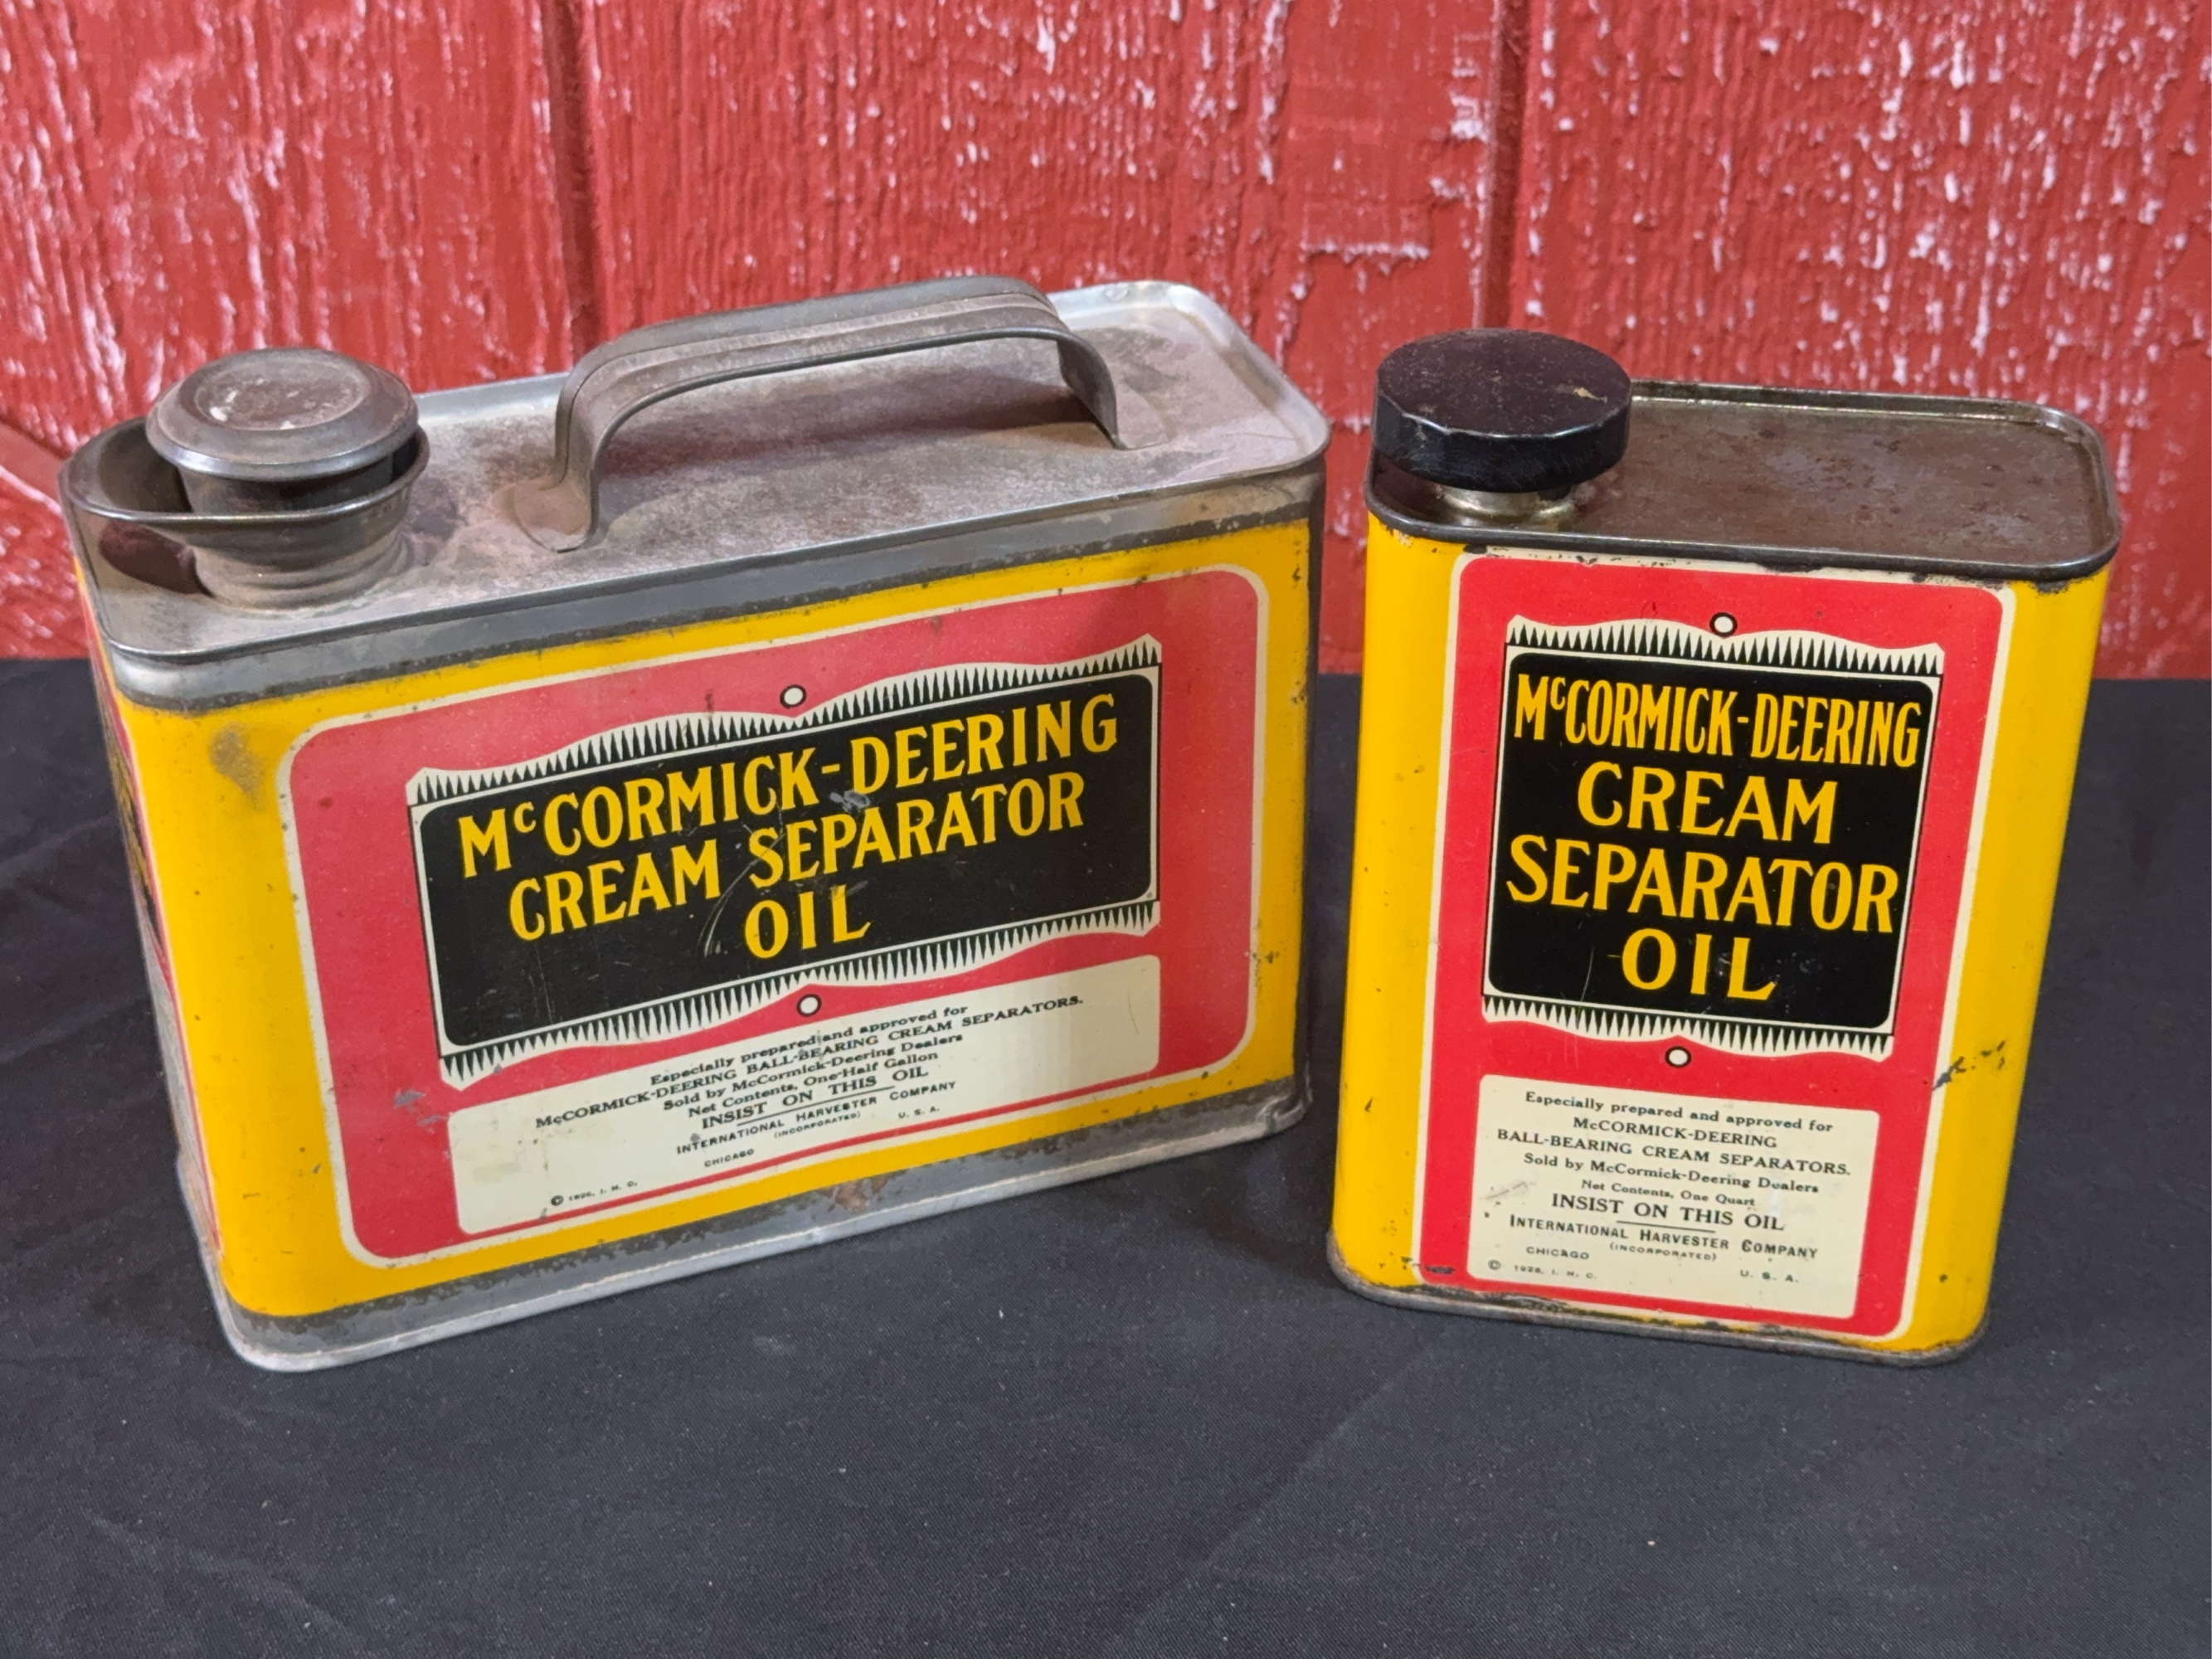 McCORMICK-DEERING
CREAM SEPARATOR
OIL
Especially prepared and approved for
McCORMICK-DEERING BALL-BEARING CREAM SEPARATORS.
Sold by McCormick-Deering Dealers
Net Contents, One-Half Gallon
INSIST ON THIS OIL
INTERNATIONAL HARVESTER COMPANY
(INCORPORATED)
CHICAGO U. S. A.
© I. H. C.
McCORMICK-DEERING
CREAM
SEPARATOR
OIL
Especially prepared and approved for
McCORMICK-DEERING
BALL-BEARING CREAM SEPARATORS.
Sold by McCormick-Deering Dealers
Net Contents, One Quart
INSIST ON THIS OIL
INTERNATIONAL HARVESTER COMPANY
(INCORPORATED)
CHICAGO U. S. A.
© I. H. C.